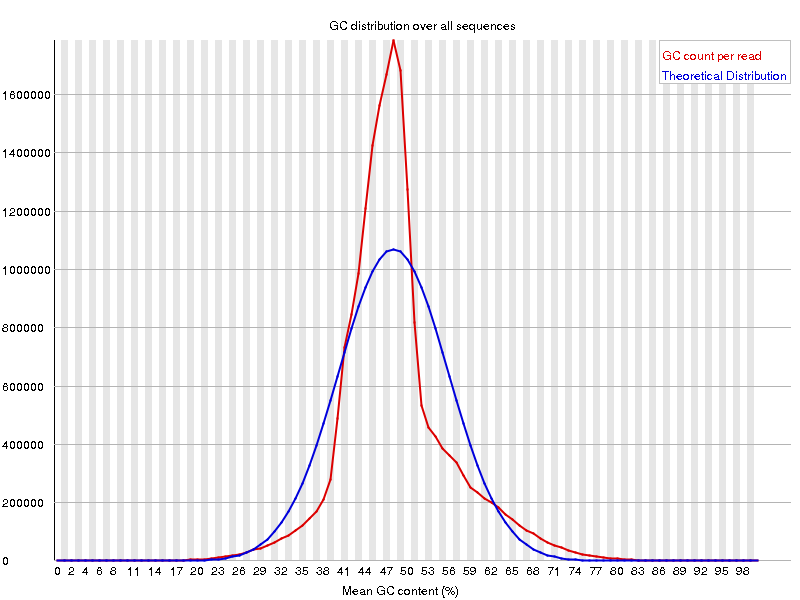 GC distribution over all sequences
GC count per read
Theoretical Distribution
1600000
1400000
1200000
1000000
800000
600000
400000
200000
0
0 2 4 6 8 11 14 17 20 23 26 29 32 35 38 41 44 47 50 53 56 59 62 65 68 71 74 77 80 83 86 89 92 95 98
Mean GC content (%)